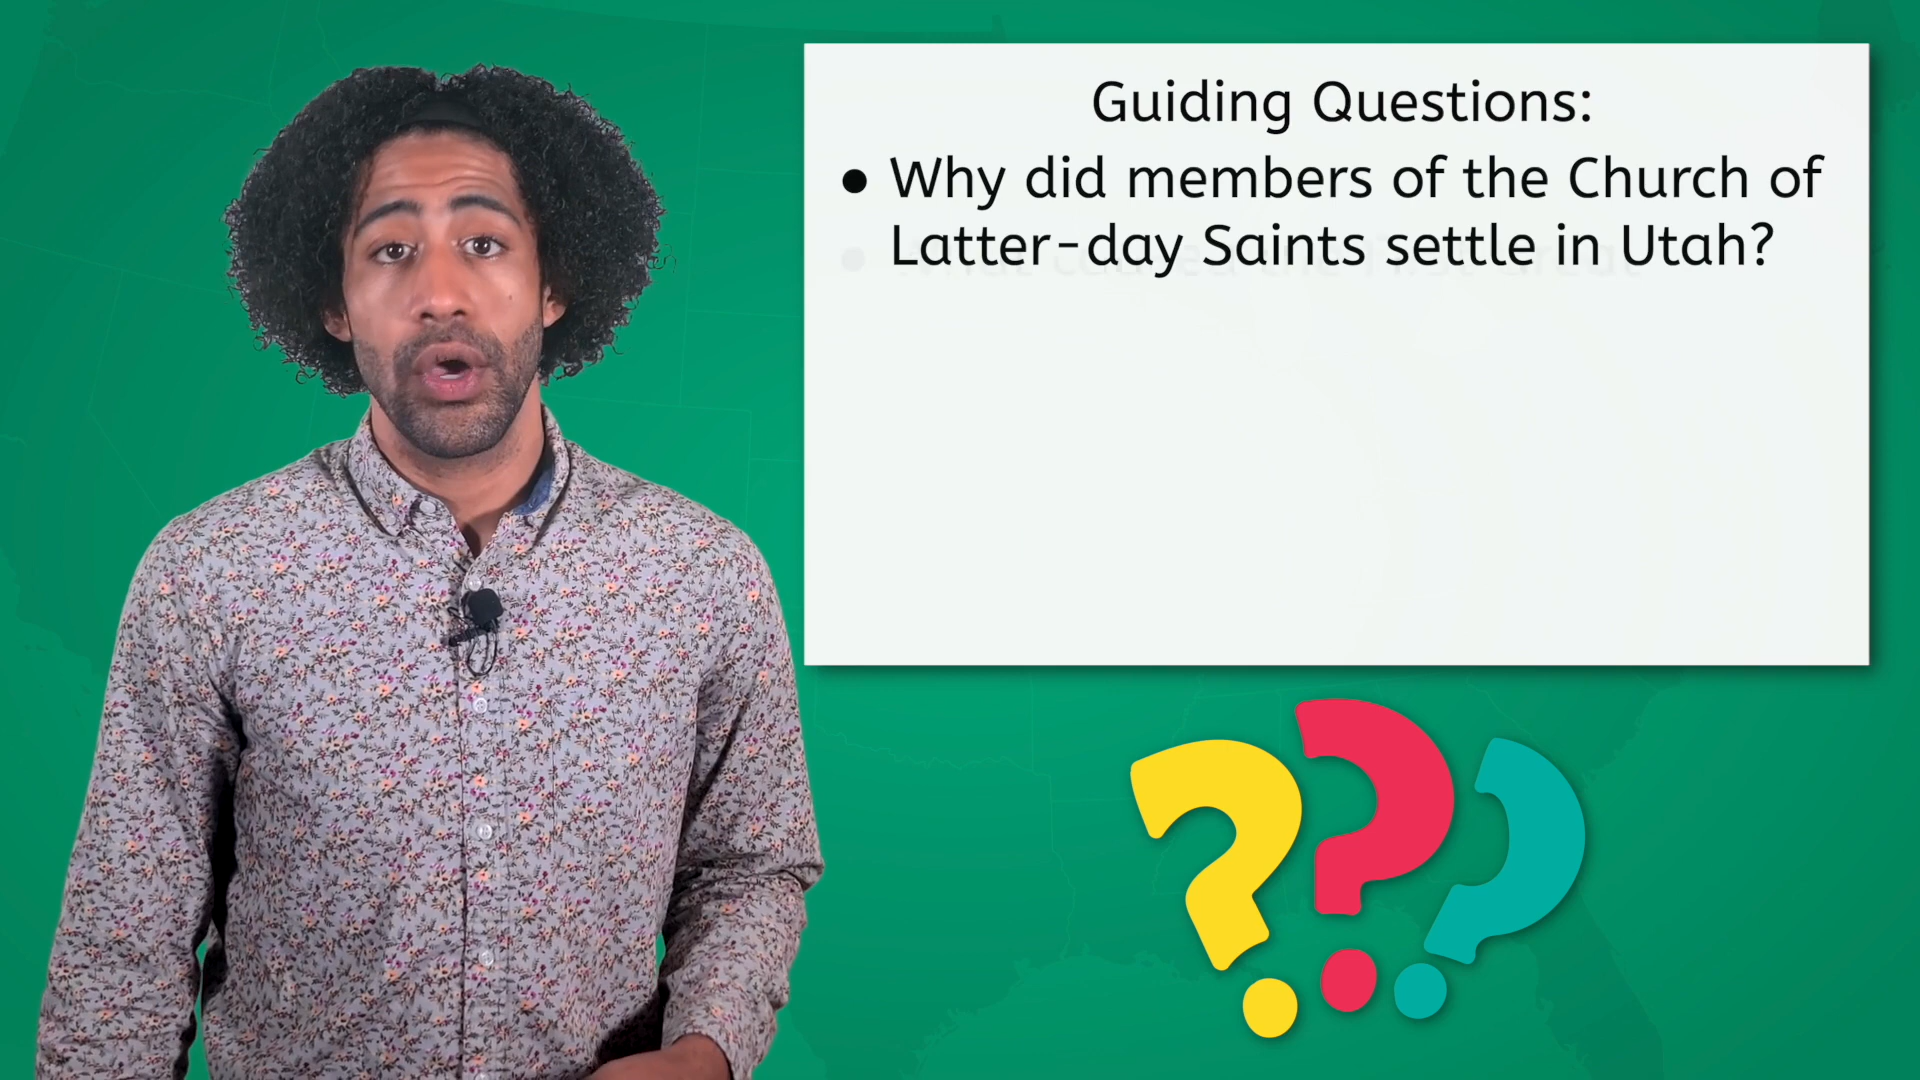 Guiding Questions:
● Why did members of the Church of
Latter-day Saints settle in Utah?